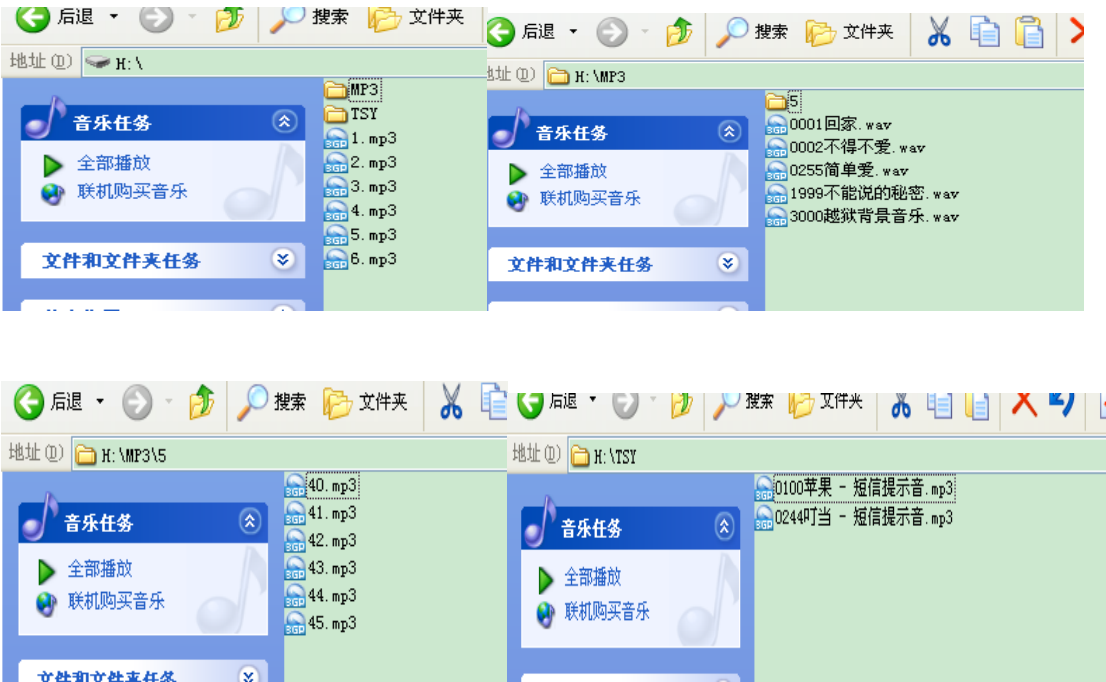 后退 搜索 文件夹
地址(D) H:\
音乐任务
全部播放
联机购买音乐
文件和文件夹任务
MP3
TSY
1.mp3
2.mp3
3.mp3
4.mp3
5.mp3
6.mp3
后退 搜索 文件夹
地址(D) H:\MP3
音乐任务
全部播放
联机购买音乐
文件和文件夹任务
5
0001回家.wav
0002不得不爱.wav
0255简单爱.wav
1999不能说的秘密.wav
3000越狱背景音乐.wav
后退 搜索 文件夹
地址(D) H:\MP3\5
音乐任务
全部播放
联机购买音乐
文件和文件夹任务
40.mp3
41.mp3
42.mp3
43.mp3
44.mp3
45.mp3
后退 搜索 文件夹
地址(D) H:\TSY
音乐任务
全部播放
联机购买音乐
0100苹果 - 短信提示音.mp3
0244叮当 - 短信提示音.mp3